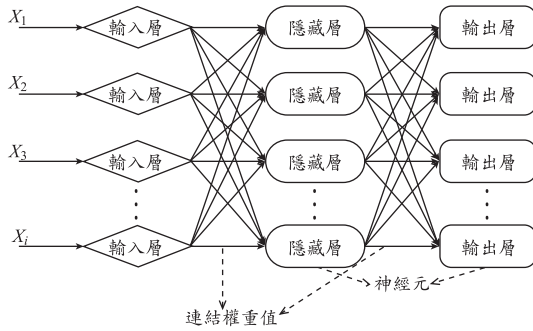 X1 輸入層 隱藏層 輸出層
X2 輸入層 隱藏層 輸出層
X3 輸入層 隱藏層 輸出層
Xi 輸入層 隱藏層 輸出層
神經元
連結權重值